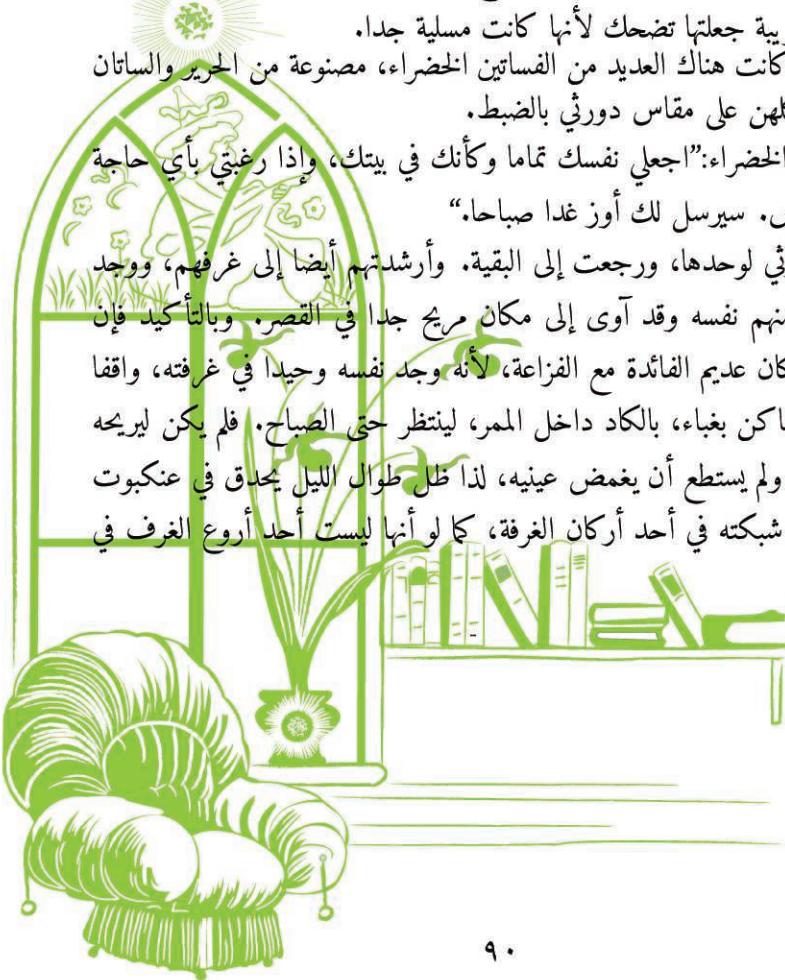 ريبة جعلتها تضحك لأنها كانت مسلية جدا.
كانت هناك العديد من الفساتين الخضراء، مصنوعة من الحرير والساتان
كلهن على مقاس دورثي بالضبط.
الخضراء:”اجعلي نفسك تماما وكأنك في بيتك، وإذا رغبتي بأي حاجة
سيرسل لك أوز غدا صباحا.“
ثي لوحدها، ورجعت إلى البقية. وأرشدتهم أيضا إلى غرفهم، ووجد
منهم نفسه وقد آوى إلى مكان مريح جدا في القصر. وبالتأكيد فإن
كان عديم الفائدة مع الفزاعة، لأنه وجد نفسه وحيدا في غرفته، واقفا
اكن بغباء، بالكاد داخل الممر، لينتظر حتى الصباح. فلم يكن ليريحه
ولم يستطع أن يغمض عينيه، لذا ظل طوال الليل يحدق في عنكبوت
شبكته في أحد أركان الغرفة، كما لو أنها ليست أحد أروع الغرف في
٩٠